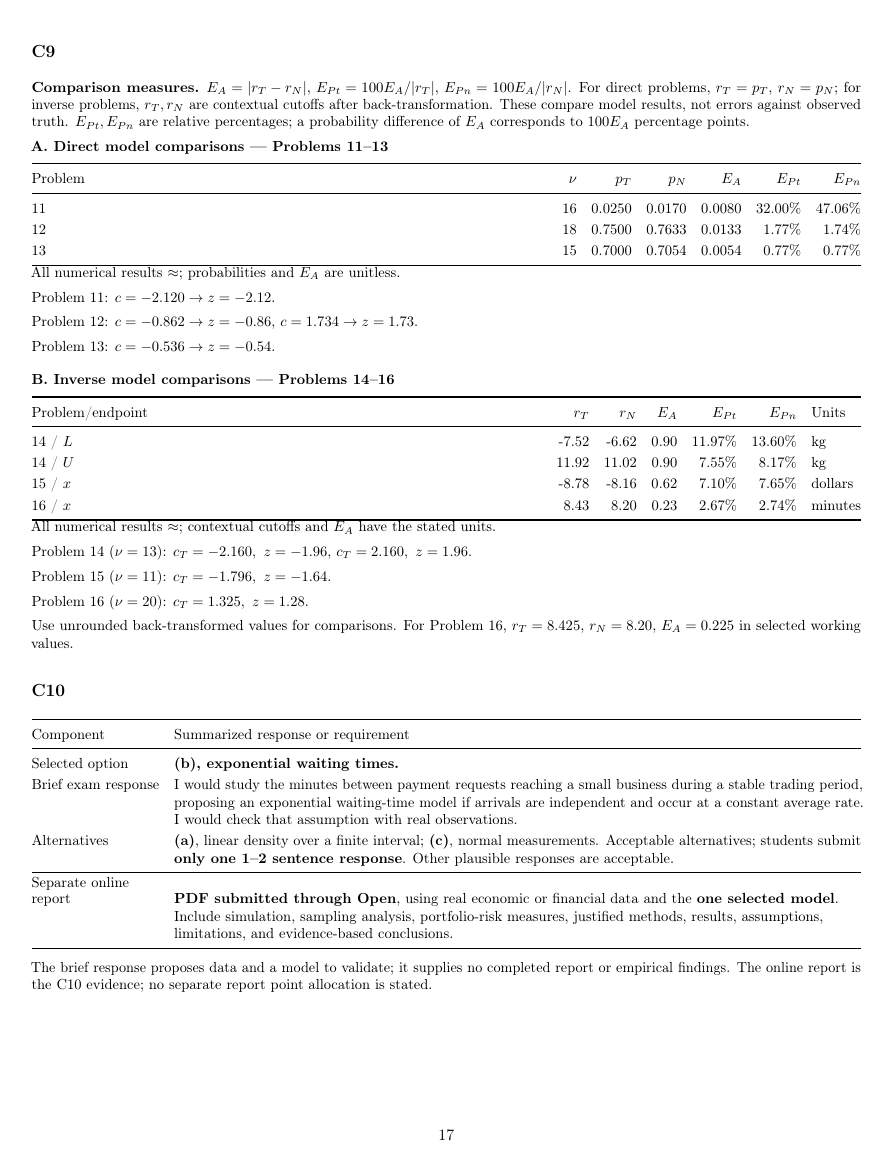 C9
Comparison measures. E_A = |r_T − r_N|, E_Pt = 100E_A/|r_T|, E_Pn = 100E_A/|r_N|. For direct problems, r_T = p_T, r_N = p_N; for
inverse problems, r_T, r_N are contextual cutoffs after back-transformation. These compare model results, not errors against observed
truth. E_Pt, E_Pn are relative percentages; a probability difference of E_A corresponds to 100E_A percentage points.
A. Direct model comparisons — Problems 11–13
Problem ν p_T p_N E_A E_Pt E_Pn
11 16 0.0250 0.0170 0.0080 32.00% 47.06%
12 18 0.7500 0.7633 0.0133 1.77% 1.74%
13 15 0.7000 0.7054 0.0054 0.77% 0.77%
All numerical results ≈; probabilities and E_A are unitless.
Problem 11: c = −2.120 → z = −2.12.
Problem 12: c = −0.862 → z = −0.86, c = 1.734 → z = 1.73.
Problem 13: c = −0.536 → z = −0.54.
B. Inverse model comparisons — Problems 14–16
Problem/endpoint r_T r_N E_A E_Pt E_Pn Units
14 / L -7.52 -6.62 0.90 11.97% 13.60% kg
14 / U 11.92 11.02 0.90 7.55% 8.17% kg
15 / x -8.78 -8.16 0.62 7.10% 7.65% dollars
16 / x 8.43 8.20 0.23 2.67% 2.74% minutes
All numerical results ≈; contextual cutoffs and E_A have the stated units.
Problem 14 (ν = 13): c_T = −2.160, z = −1.96, c_T = 2.160, z = 1.96.
Problem 15 (ν = 11): c_T = −1.796, z = −1.64.
Problem 16 (ν = 20): c_T = 1.325, z = 1.28.
Use unrounded back-transformed values for comparisons. For Problem 16, r_T = 8.425, r_N = 8.20, E_A = 0.225 in selected working
values.
C10
Component Summarized response or requirement
Selected option (b), exponential waiting times.
Brief exam response I would study the minutes between payment requests reaching a small business during a stable trading period,
proposing an exponential waiting-time model if arrivals are independent and occur at a constant average rate.
I would check that assumption with real observations.
Alternatives (a), linear density over a finite interval; (c), normal measurements. Acceptable alternatives; students submit
only one 1–2 sentence response. Other plausible responses are acceptable.
Separate online
report PDF submitted through Open, using real economic or financial data and the one selected model.
Include simulation, sampling analysis, portfolio-risk measures, justified methods, results, assumptions,
limitations, and evidence-based conclusions.
The brief response proposes data and a model to validate; it supplies no completed report or empirical findings. The online report is
the C10 evidence; no separate report point allocation is stated.
17